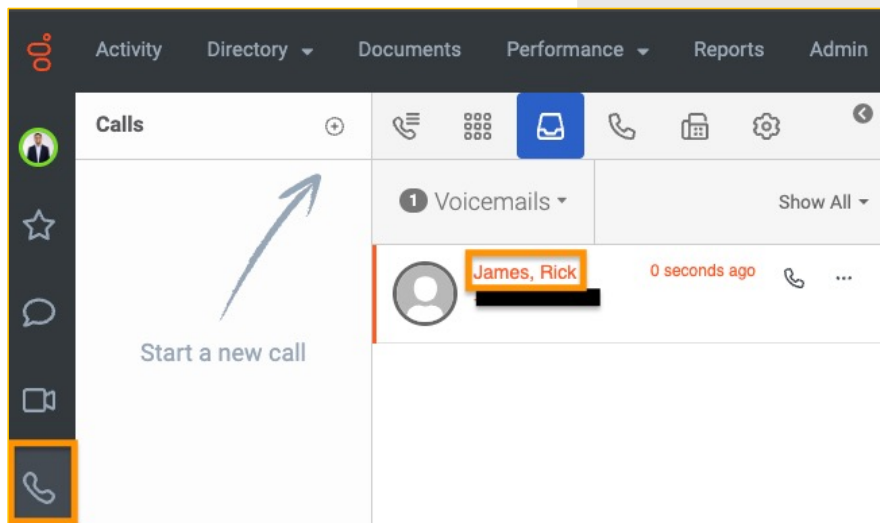 Activity Directory Documents Performance Reports Admin
Calls
1 Voicemails Show All
James, Rick 0 seconds ago
Start a new call